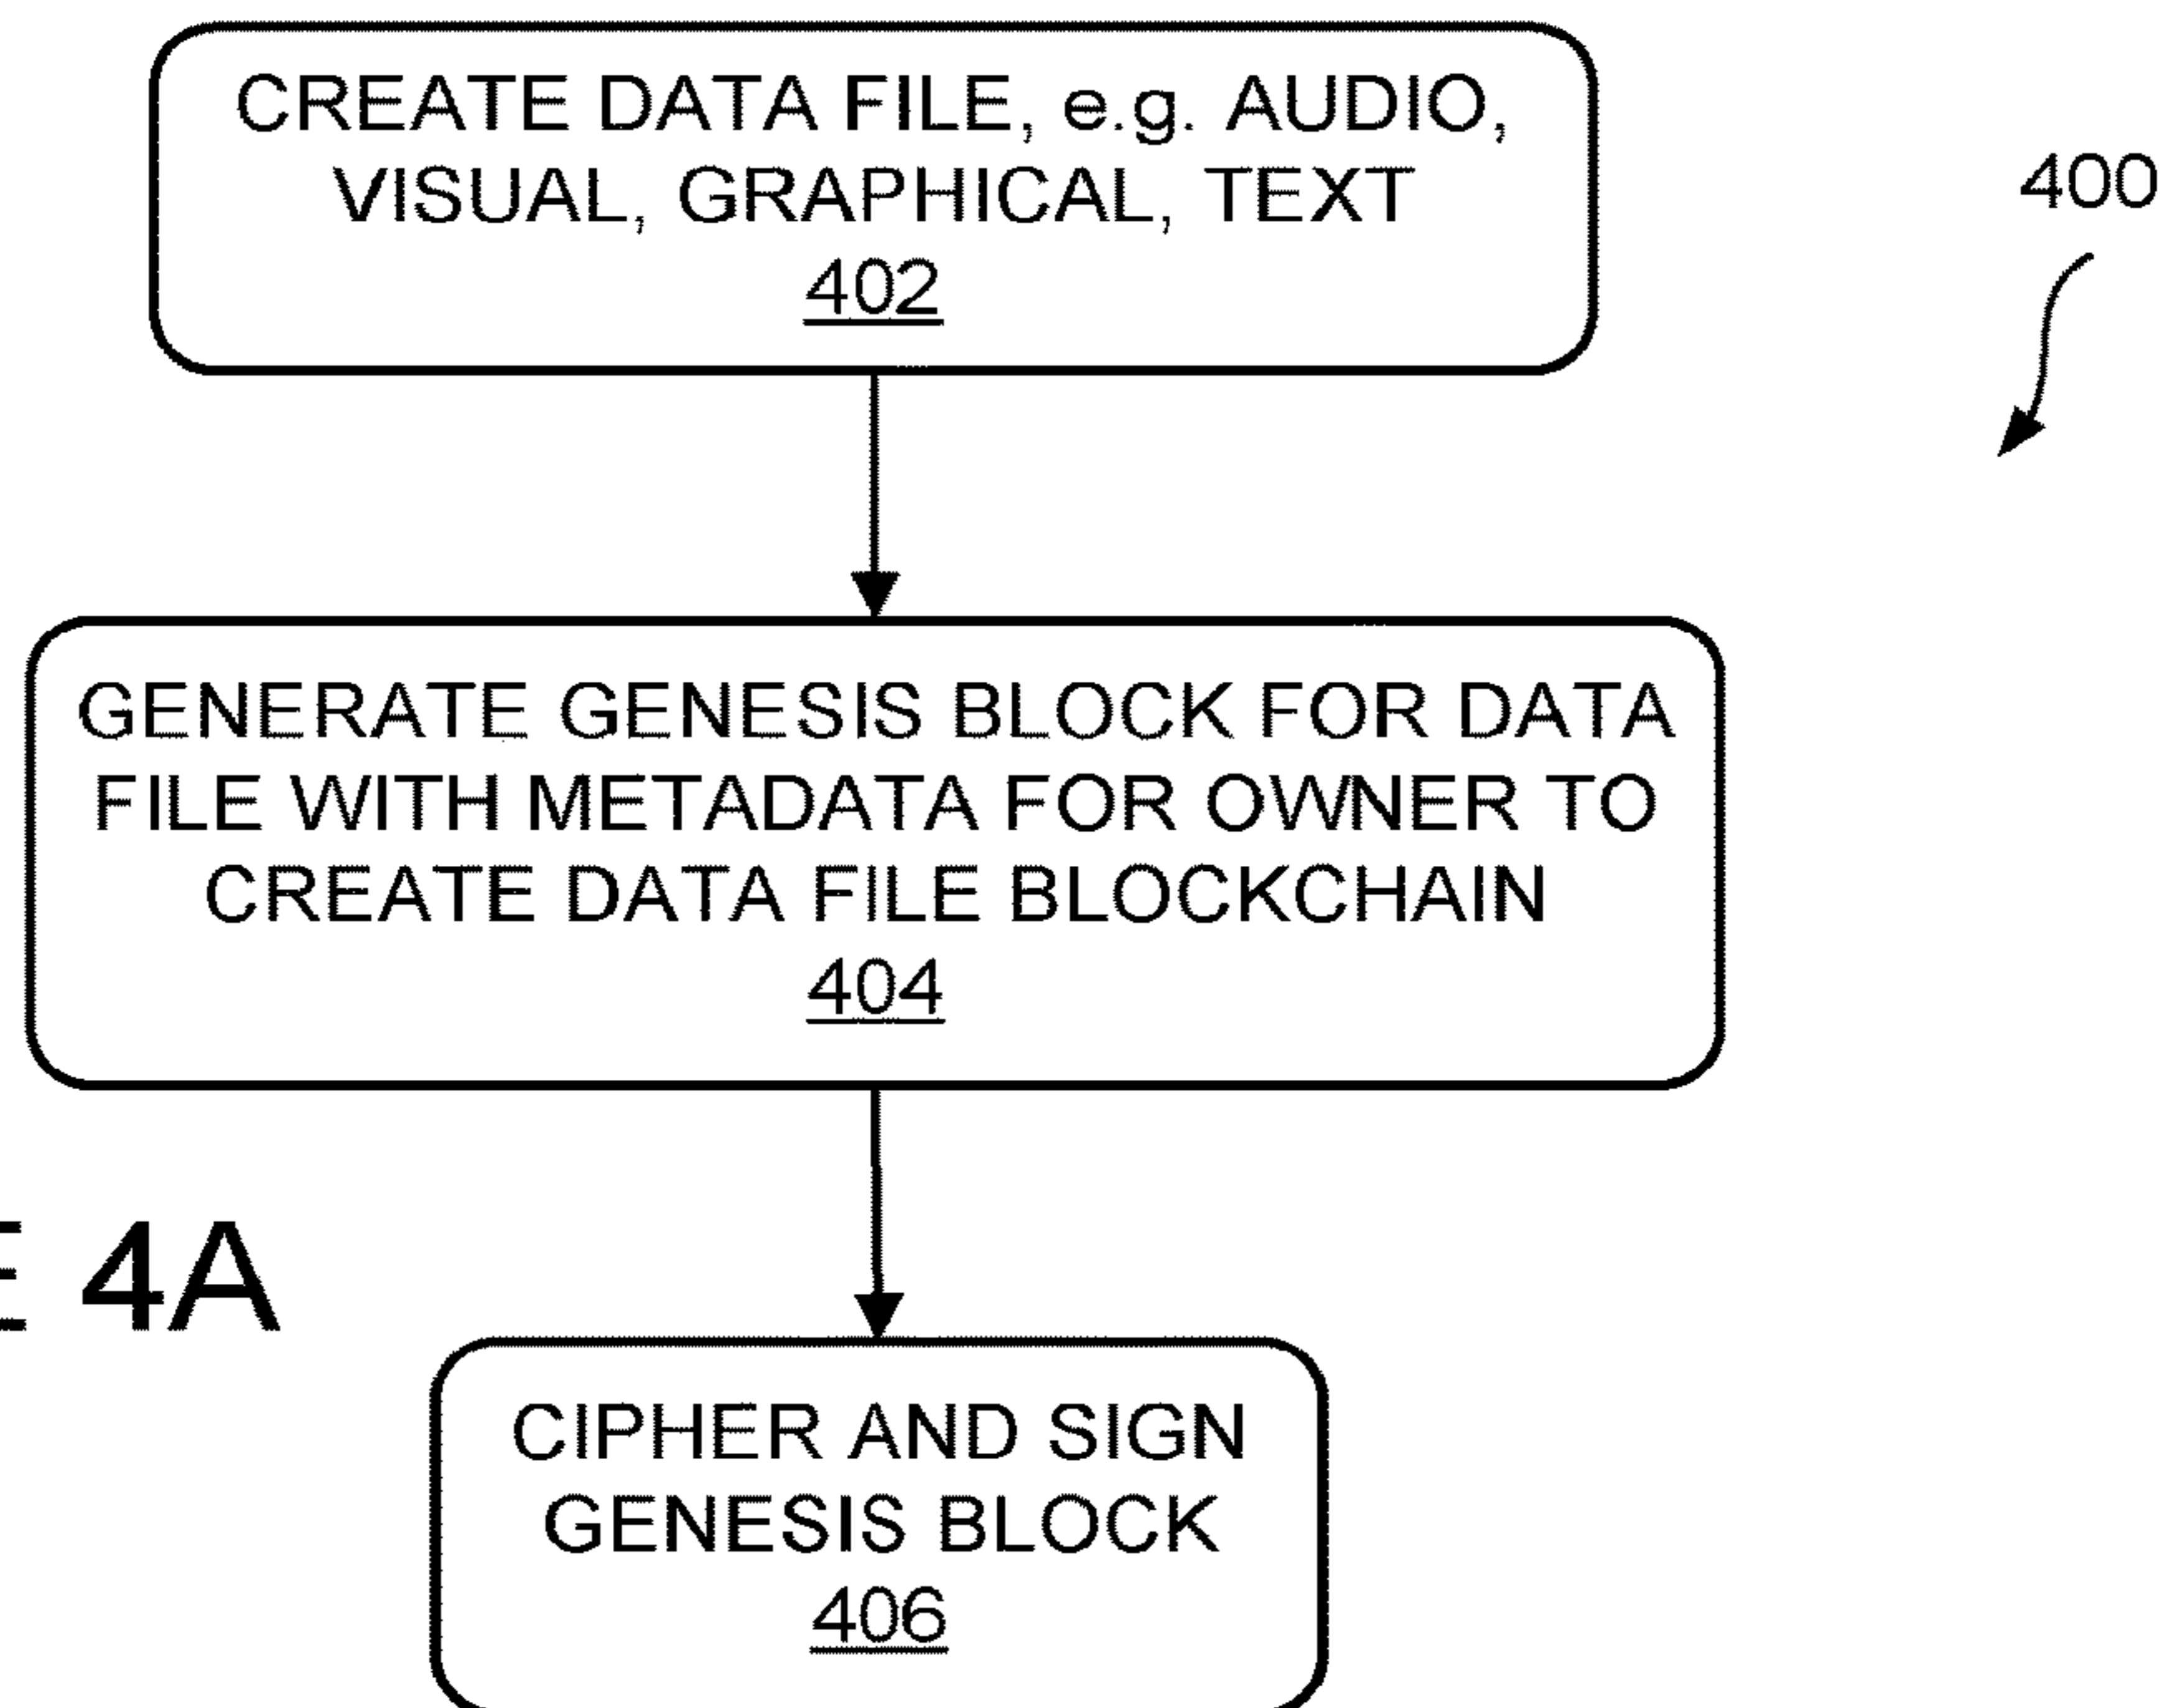 CREATE DATA FILE, e.g. AUDIO,
VISUAL, GRAPHICAL, TEXT
402
400
GENERATE GENESIS BLOCK FOR DATA
FILE WITH METADATA FOR OWNER TO
CREATE DATA FILE BLOCKCHAIN
404
4A
CIPHER AND SIGN
GENESIS BLOCK
406